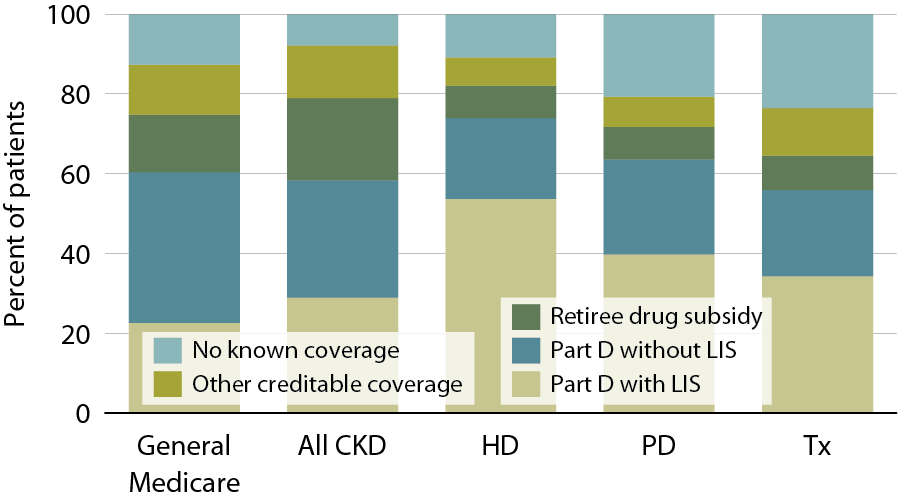 Percent of patients
100
80
60
40
20
0
No known coverage
Other creditable coverage
Retiree drug subsidy
Part D without LIS
Part D with LIS
General
Medicare
All CKD
HD
PD
Tx